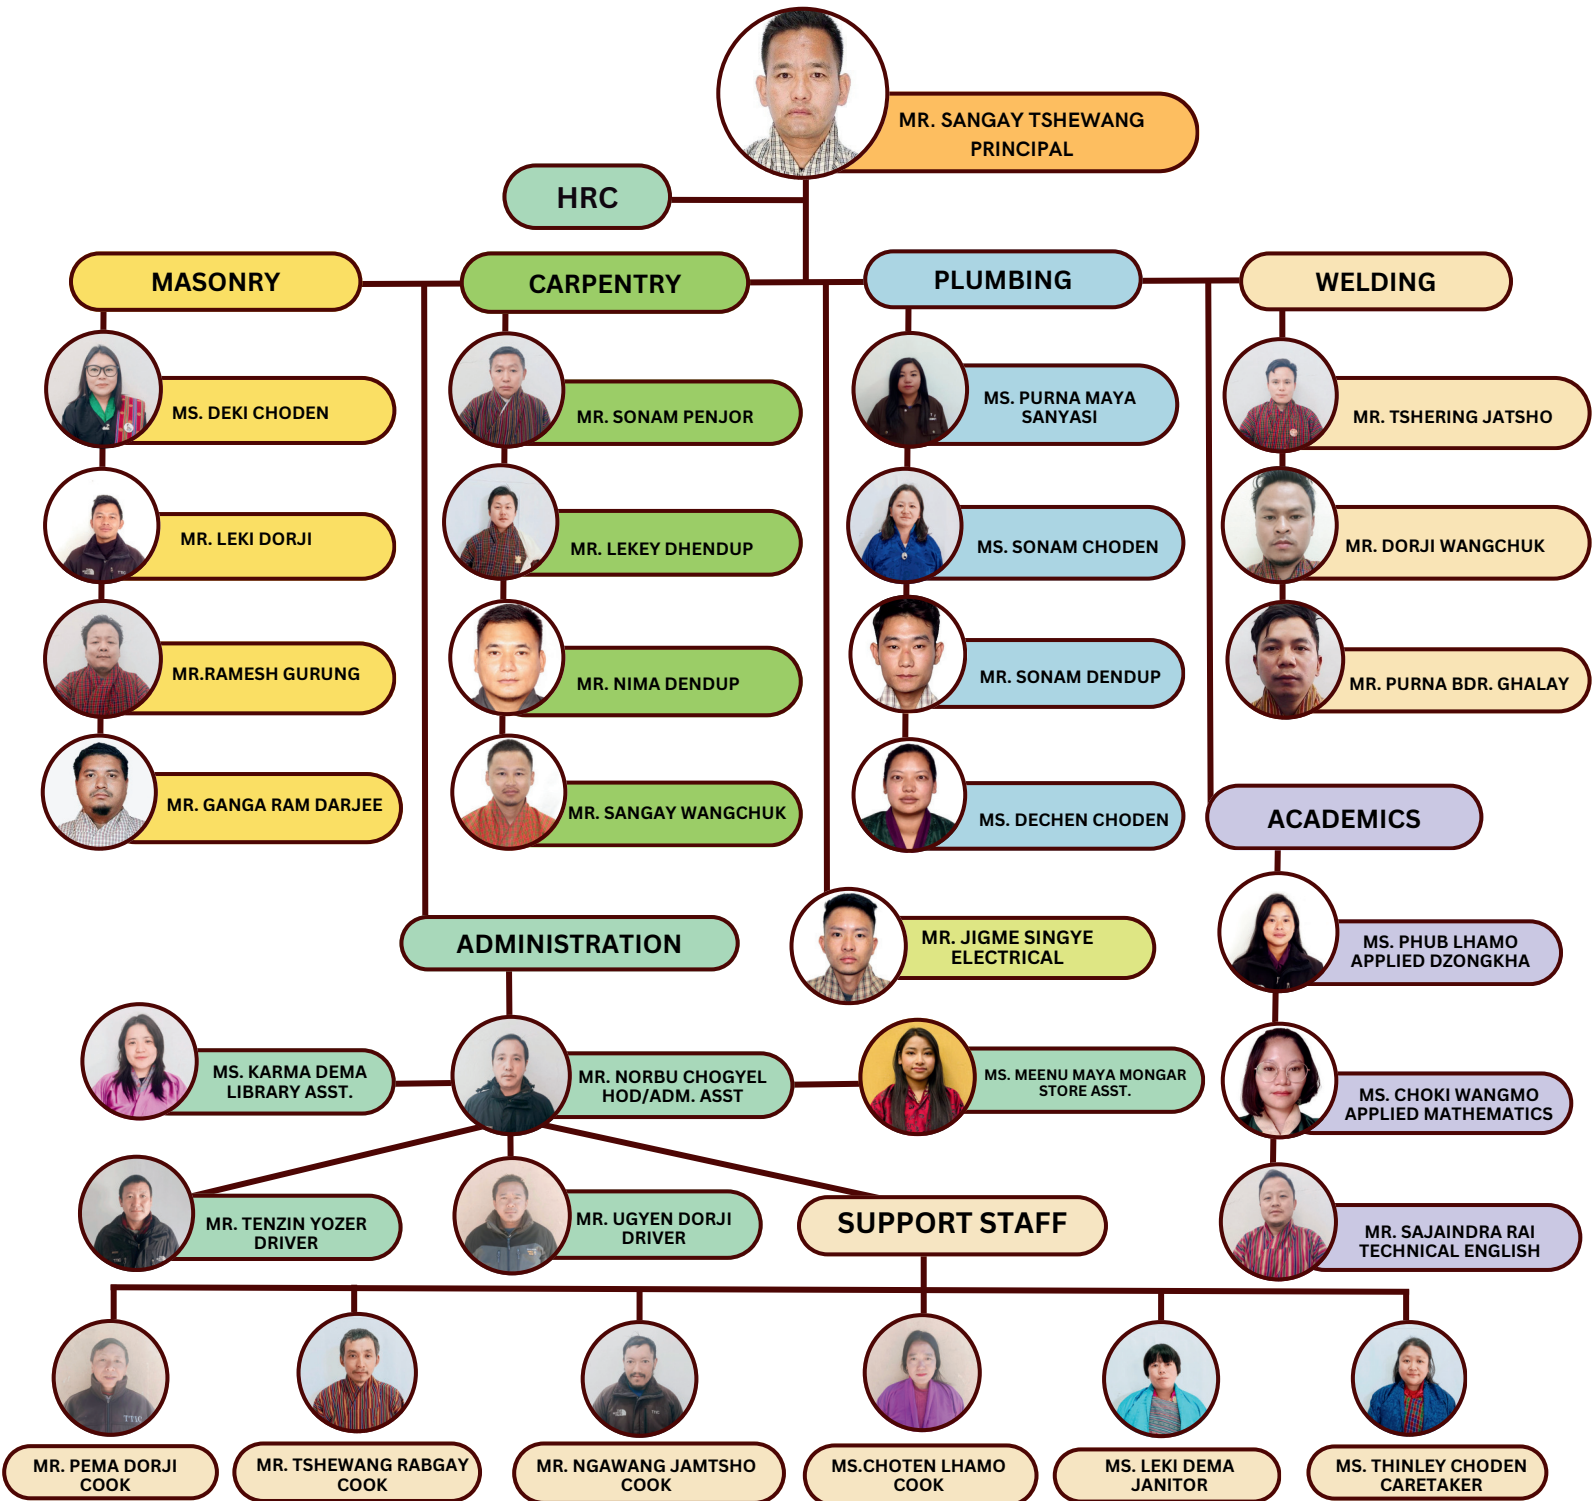 MR. SANGAY TSHEWANG
PRINCIPAL
HRC
MASONRY
CARPENTRY
PLUMBING
WELDING
MS. DEKI CHODEN
MR. LEKI DORJI
MR.RAMESH GURUNG
MR. GANGA RAM DARJEE
MR. SONAM PENJOR
MR. LEKEY DHENDUP
MR. NIMA DENDUP
MR. SANGAY WANGCHUK
MS. PURNA MAYA
SANYASI
MS. SONAM CHODEN
MR. SONAM DENDUP
MS. DECHEN CHODEN
MR. TSHERING JATSHO
MR. DORJI WANGCHUK
MR. PURNA BDR. GHALAY
ACADEMICS
MS. PHUB LHAMO
APPLIED DZONGKHA
MS. CHOKI WANGMO
APPLIED MATHEMATICS
MR. SAJAINDRA RAI
TECHNICAL ENGLISH
MR. JIGME SINGYE
ELECTRICAL
ADMINISTRATION
MS. KARMA DEMA
LIBRARY ASST.
MR. NORBU CHOGYEL
HOD/ADM. ASST
MS. MEENU MAYA MONGAR
STORE ASST.
MR. TENZIN YOZER
DRIVER
MR. UGYEN DORJI
DRIVER
SUPPORT STAFF
MR. PEMA DORJI
COOK
MR. TSHEWANG RABGAY
COOK
MR. NGAWANG JAMTSHO
COOK
MS.CHOTEN LHAMO
COOK
MS. LEKI DEMA
JANITOR
MS. THINLEY CHODEN
CARETAKER